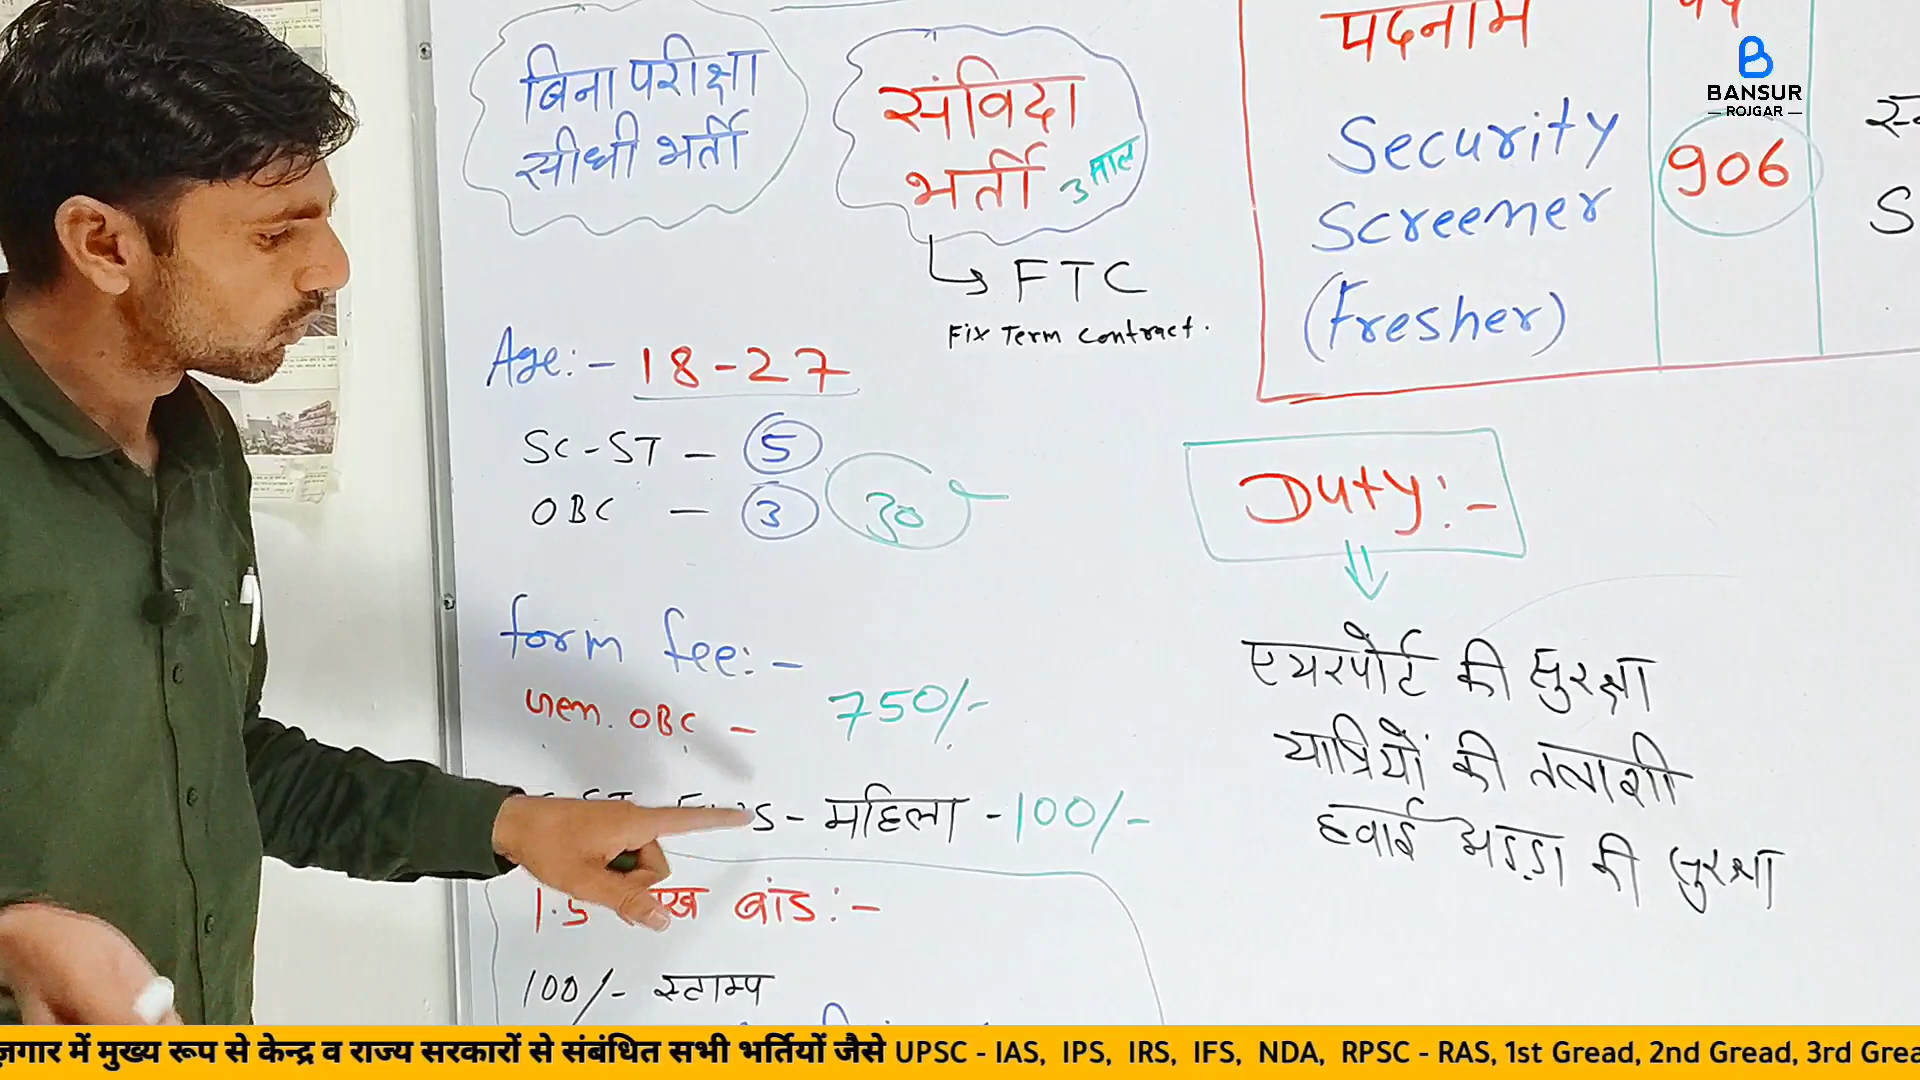 बिना परीक्षा
सीधी भर्ती
संविदा
भर्ती 3 साल
FTC
Fix Term Contract.
Age:- 18-27
SC-ST - 5
OBC - 3 30
form fee:-
Gen. OBC - 750/-
महिला - 100/-
1.5 बांड:-
100/- स्टाम्प
पदनाम
Security
Screener
(Fresher)
906
BANSUR
ROJGAR
Duty:-
एयरपोर्ट की सुरक्षा
यात्रियों की तलाशी
हवाई अड्डा की सुरक्षा
में मुख्य रूप से केन्द्र व राज्य सरकारों से संबंधित सभी भर्तियों जैसे UPSC - IAS, IPS, IRS, IFS, NDA, RPSC - RAS, 1st Gread, 2nd Gread, 3rd